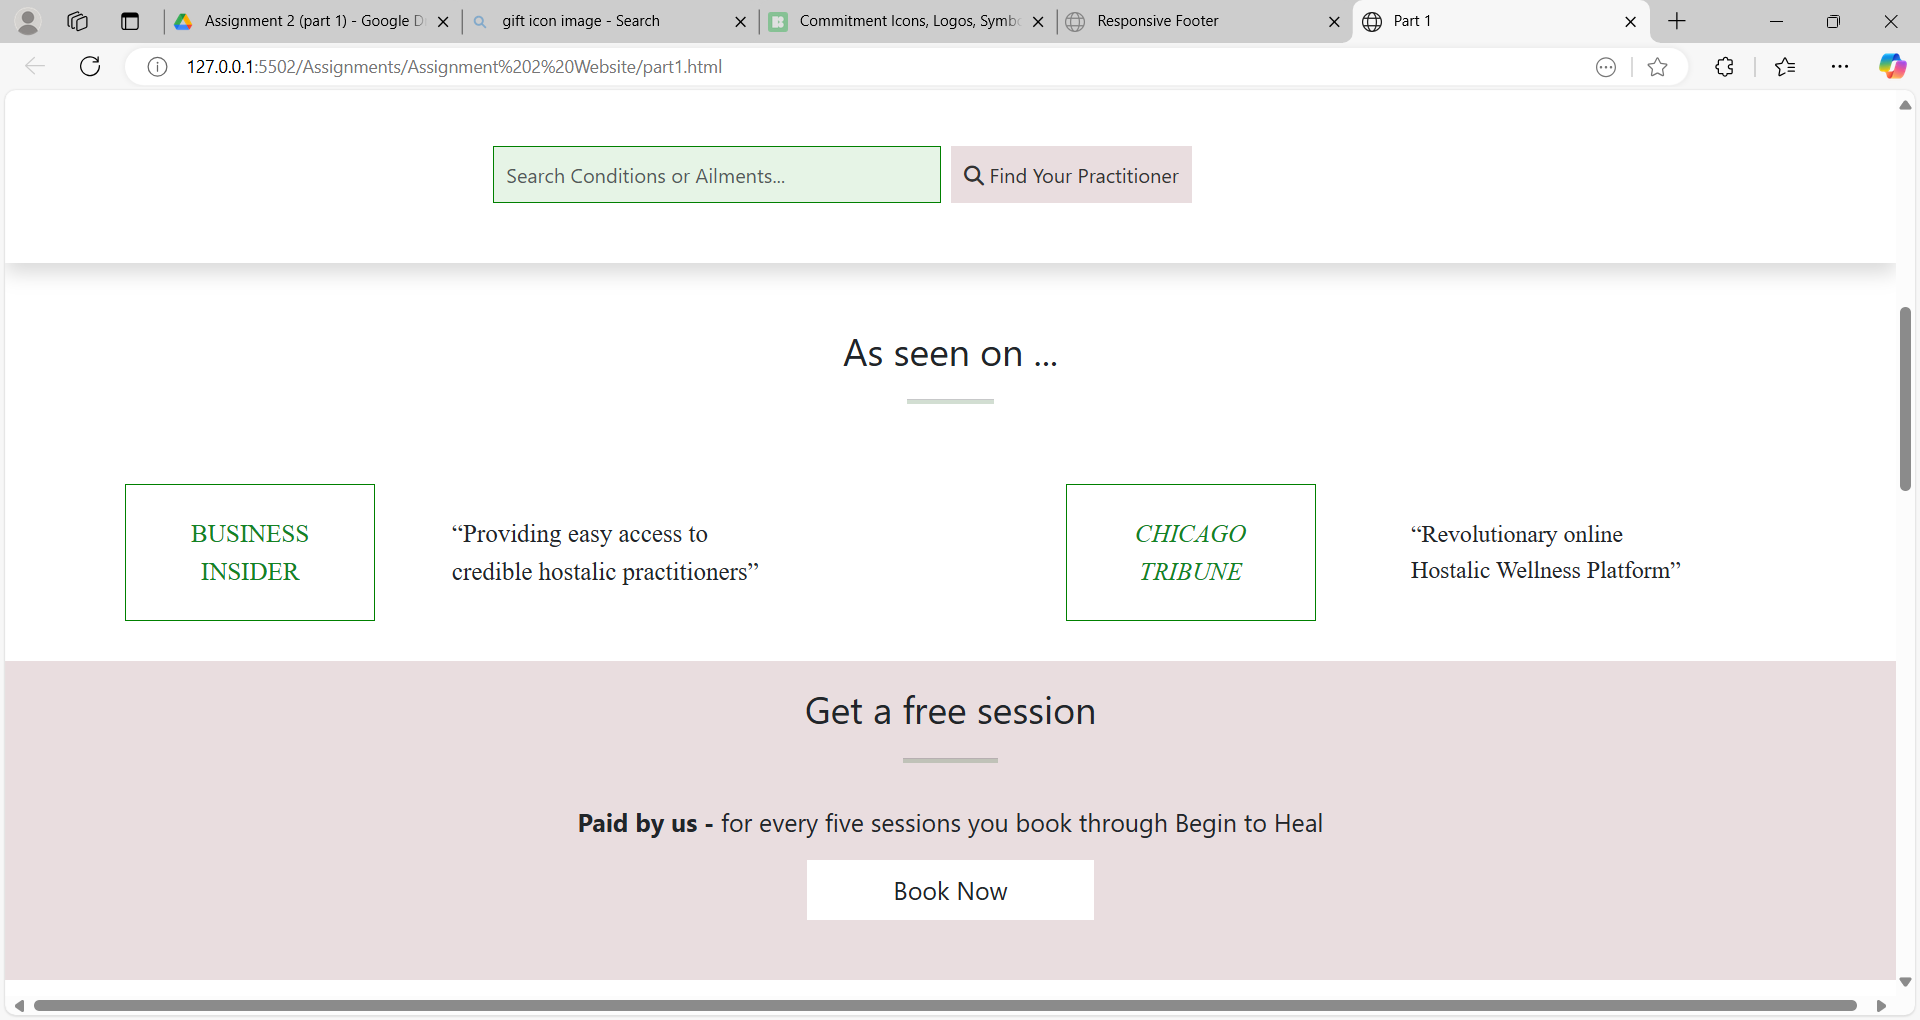 Assignment 2 (part 1) - Google D
gift icon image - Search
Commitment Icons, Logos, Symbo
Responsive Footer
Part 1
127.0.0.1:5502/Assignments/Assignment%202%20Website/part1.html
Search Conditions or Ailments...
Find Your Practitioner
As seen on ...
BUSINESS
INSIDER
“Providing easy access to
credible hostalic practitioners”
CHICAGO
TRIBUNE
“Revolutionary online
Hostalic Wellness Platform”
Get a free session
Paid by us - for every five sessions you book through Begin to Heal
Book Now